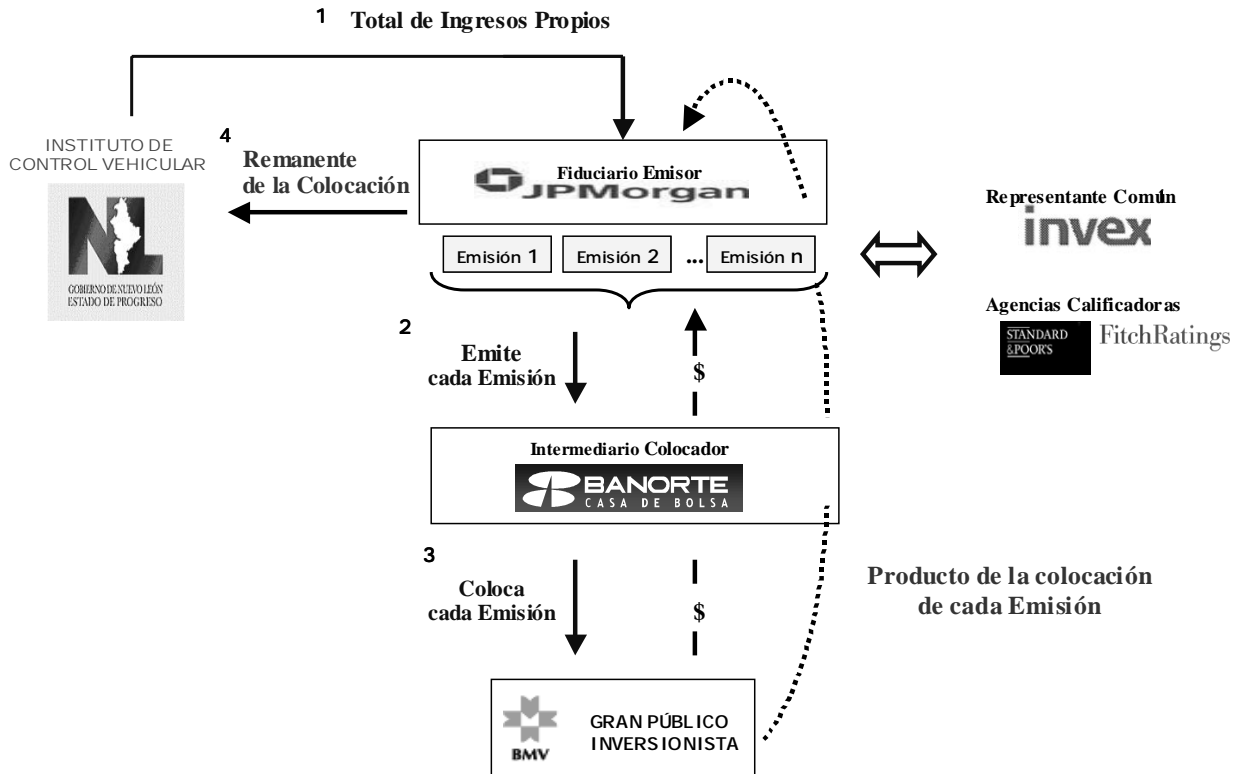 1 Total de Ingresos Propios
INSTITUTO DE
CONTROL VEHICULAR
NL
GOBIERNO DE NUEVO LEÓN
ESTADO DE PROGRESO
4
Remanente
de la Colocación
Fiduciario Emisor
JPMorgan
Emisión 1 Emisión 2 ... Emisión n
Representante Común
invex
Agencias Calificadoras
STANDARD
&POOR'S
FitchRatings
2
Emite
cada Emisión
$
Intermediario Colocador
BANORTE
CASA DE BOLSA
3
Coloca
cada Emisión
$
Producto de la colocación
de cada Emisión
BMV
GRAN PÚBLICO
INVERSIONISTA